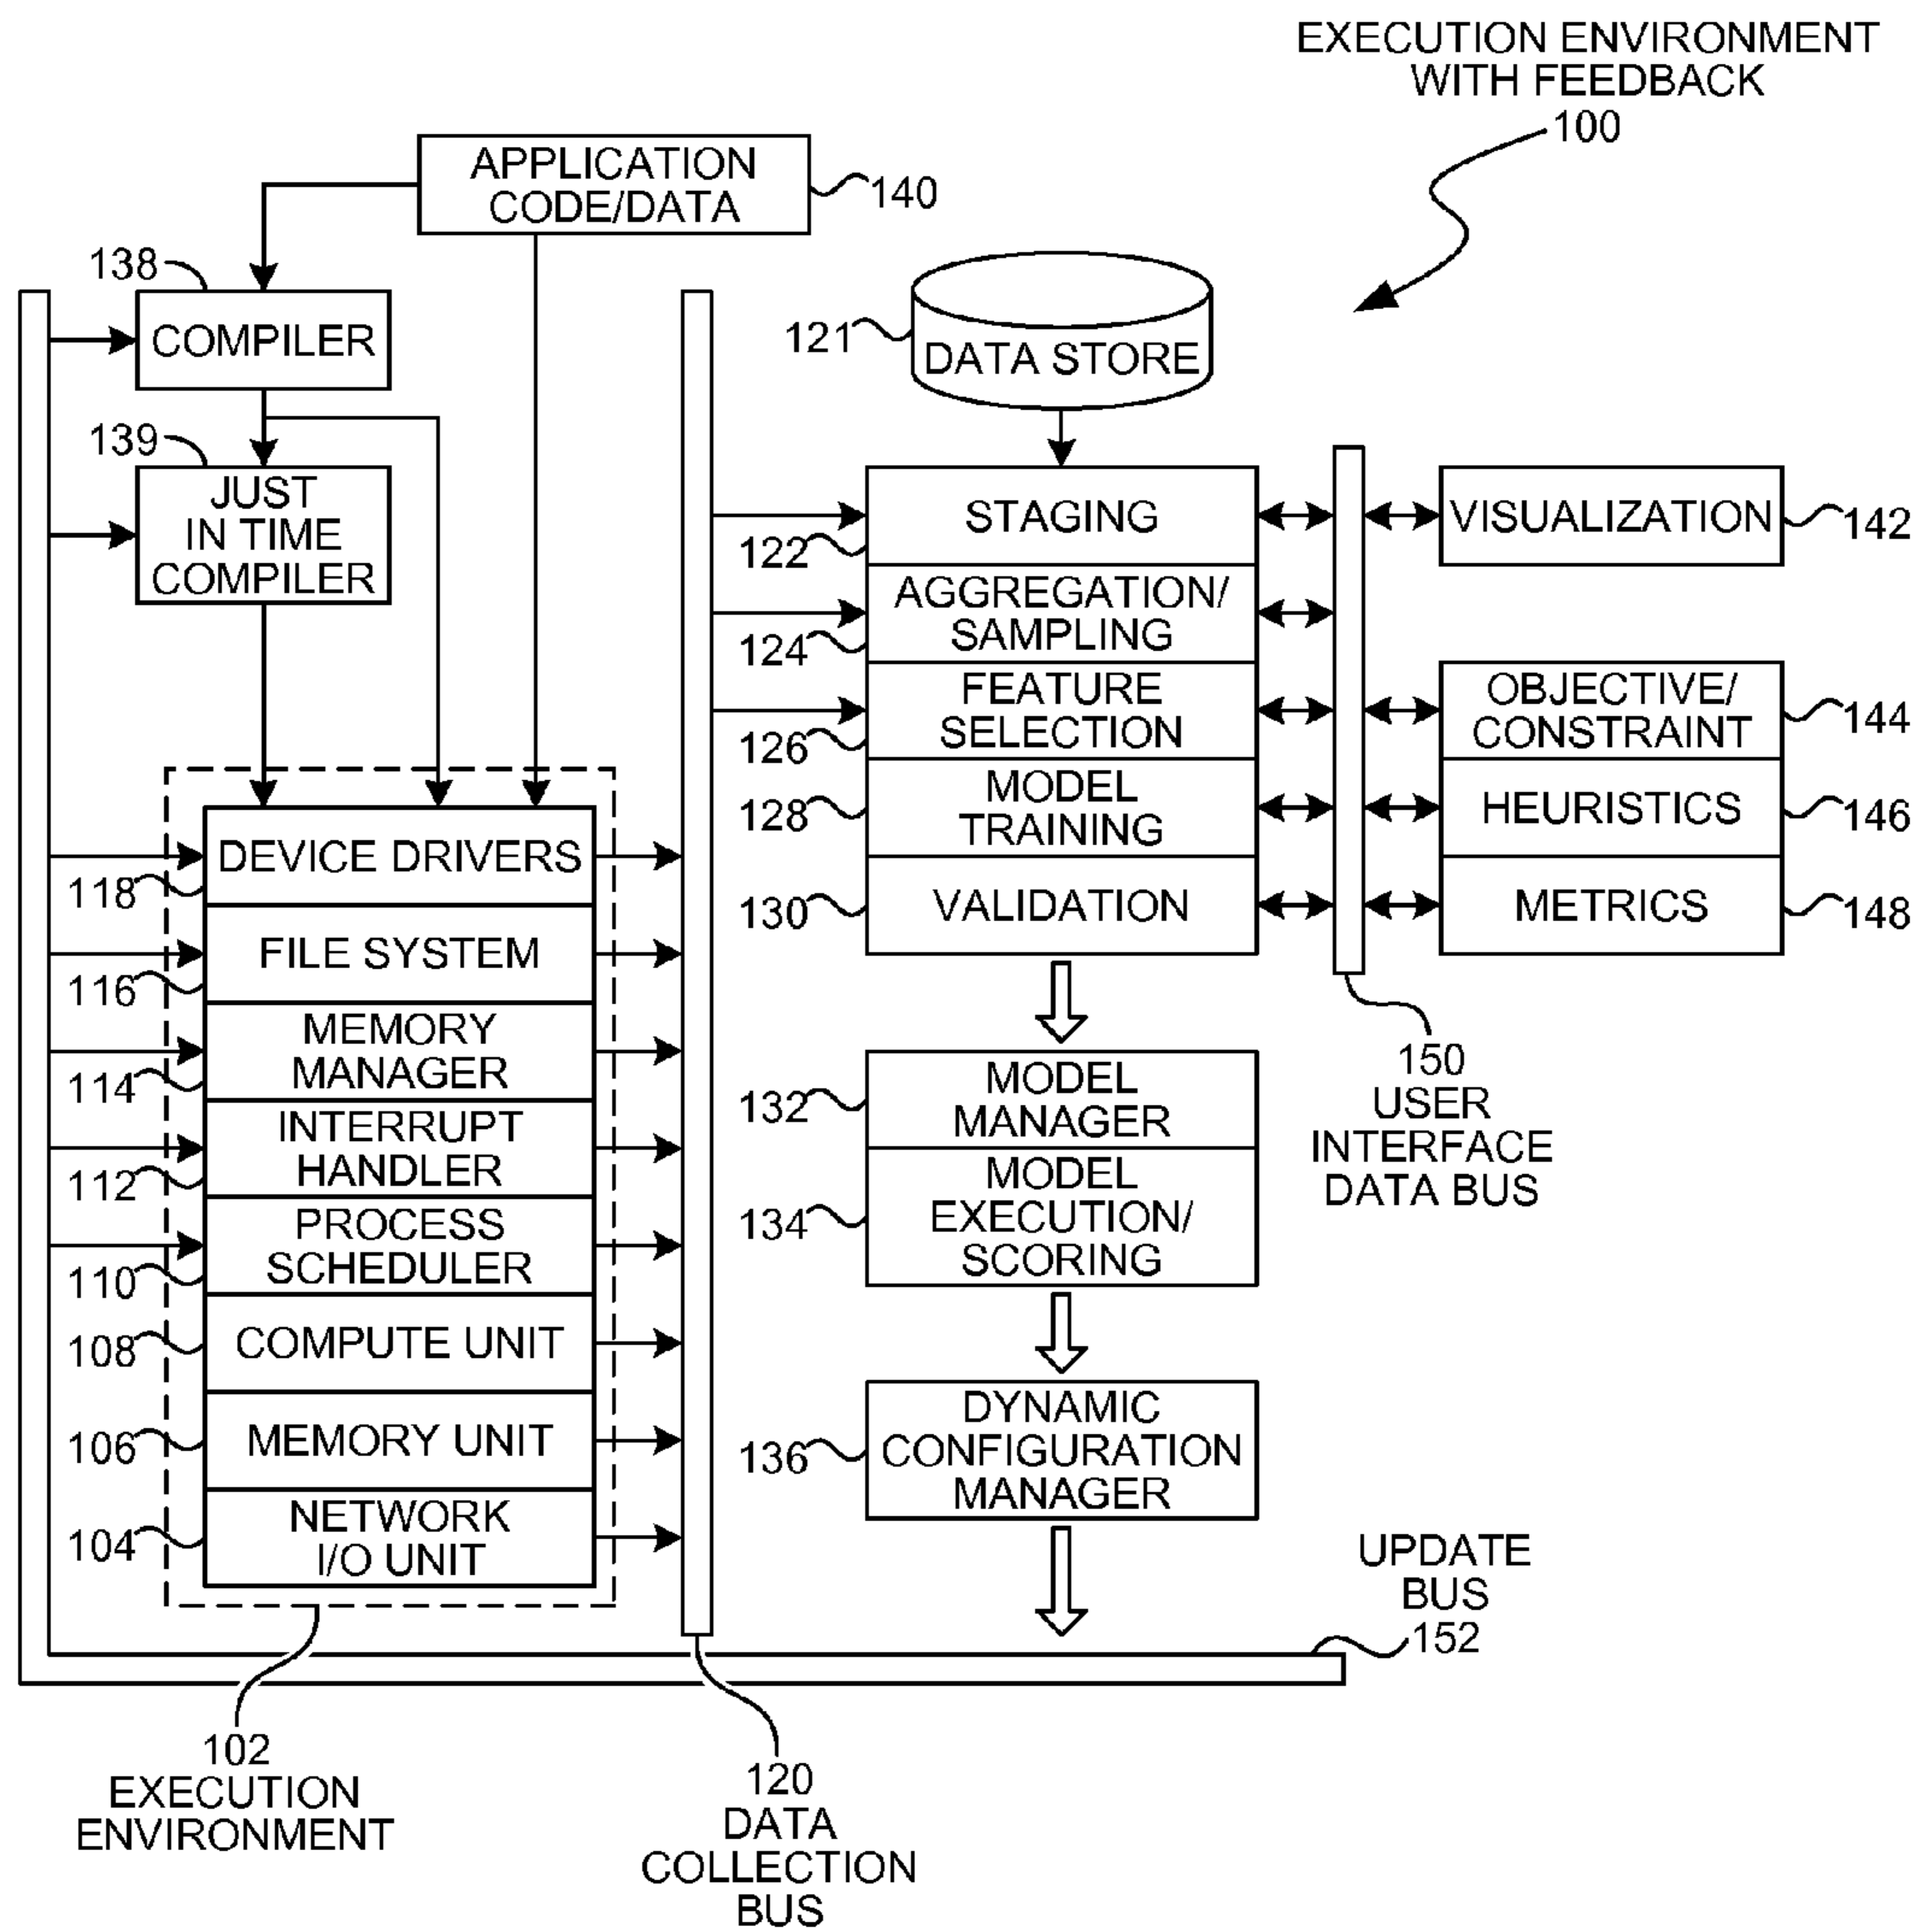 EXECUTION ENVIRONMENT
WITH FEEDBACK
100
APPLICATION
CODE/DATA
140
138
COMPILER
139
JUST
IN TIME
COMPILER
121
DATA STORE
STAGING
122
AGGREGATION/
SAMPLING
124
FEATURE
SELECTION
126
MODEL
TRAINING
128
VALIDATION
130
VISUALIZATION
142
OBJECTIVE/
CONSTRAINT
144
HEURISTICS
146
METRICS
148
150
USER
INTERFACE
DATA BUS
DEVICE DRIVERS
118
FILE SYSTEM
116
MEMORY
MANAGER
114
INTERRUPT
HANDLER
112
PROCESS
SCHEDULER
110
COMPUTE UNIT
108
MEMORY UNIT
106
NETWORK
I/O UNIT
104
MODEL
MANAGER
132
MODEL
EXECUTION/
SCORING
134
DYNAMIC
CONFIGURATION
MANAGER
136
UPDATE
BUS
152
102
EXECUTION
ENVIRONMENT
120
DATA
COLLECTION
BUS